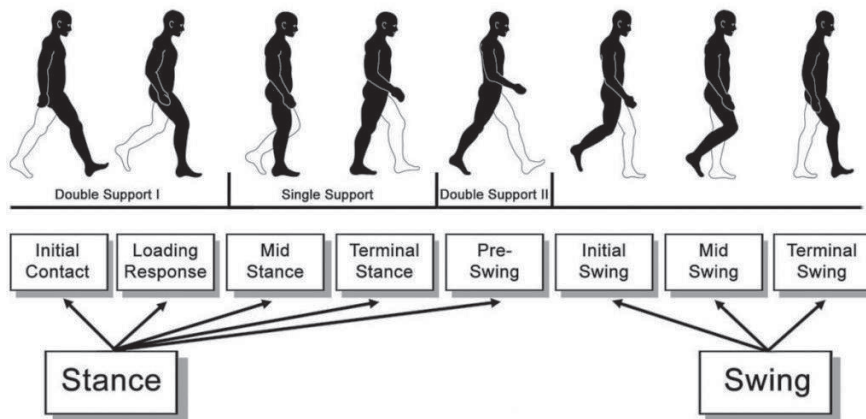 Double Support I
Single Support
Double Support II
Initial
Contact
Loading
Response
Mid
Stance
Terminal
Stance
Pre-
Swing
Initial
Swing
Mid
Swing
Terminal
Swing
Stance
Swing